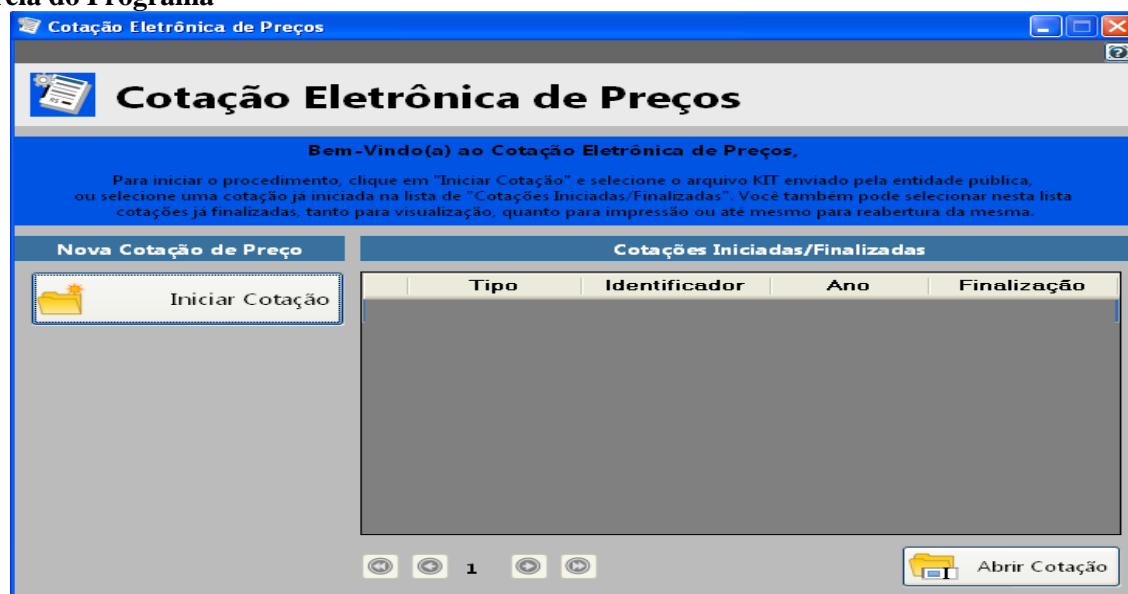 do Programa
Cotação Eletrônica de Preços
Cotação Eletrônica de Preços
Bem-Vindo(a) ao Cotação Eletrônica de Preços,
Para iniciar o procedimento, clique em "Iniciar Cotação" e selecione o arquivo KIT enviado pela entidade pública,
ou selecione uma cotação já iniciada na lista de "Cotações Iniciadas/Finalizadas". Você também pode selecionar nesta lista
cotações já finalizadas, tanto para visualização, quanto para impressão ou até mesmo para reabertura da mesma.
Nova Cotação de Preço
Cotações Iniciadas/Finalizadas
Iniciar Cotação
Tipo Identificador Ano Finalização
1
Abrir Cotação